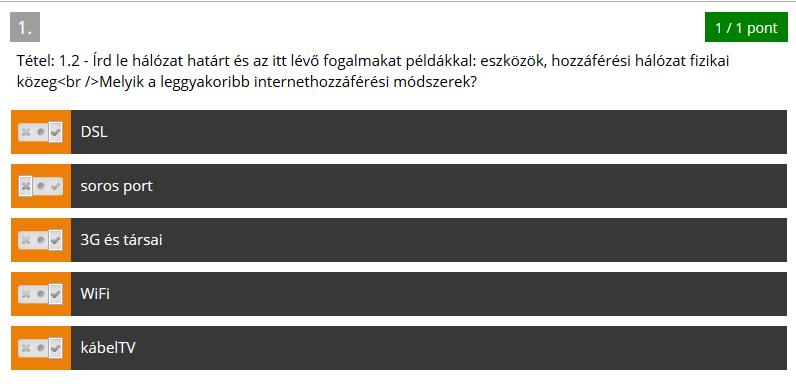 1.
1 / 1 pont
Tétel: 1.2 - Írd le hálózat határt és az itt lévő fogalmakat példákkal: eszközök, hozzáférési hálózat fizikai
közeg<br />Melyik a leggyakoribb internethozzáférési módszerek?
DSL
soros port
3G és társai
WiFi
kábelTV